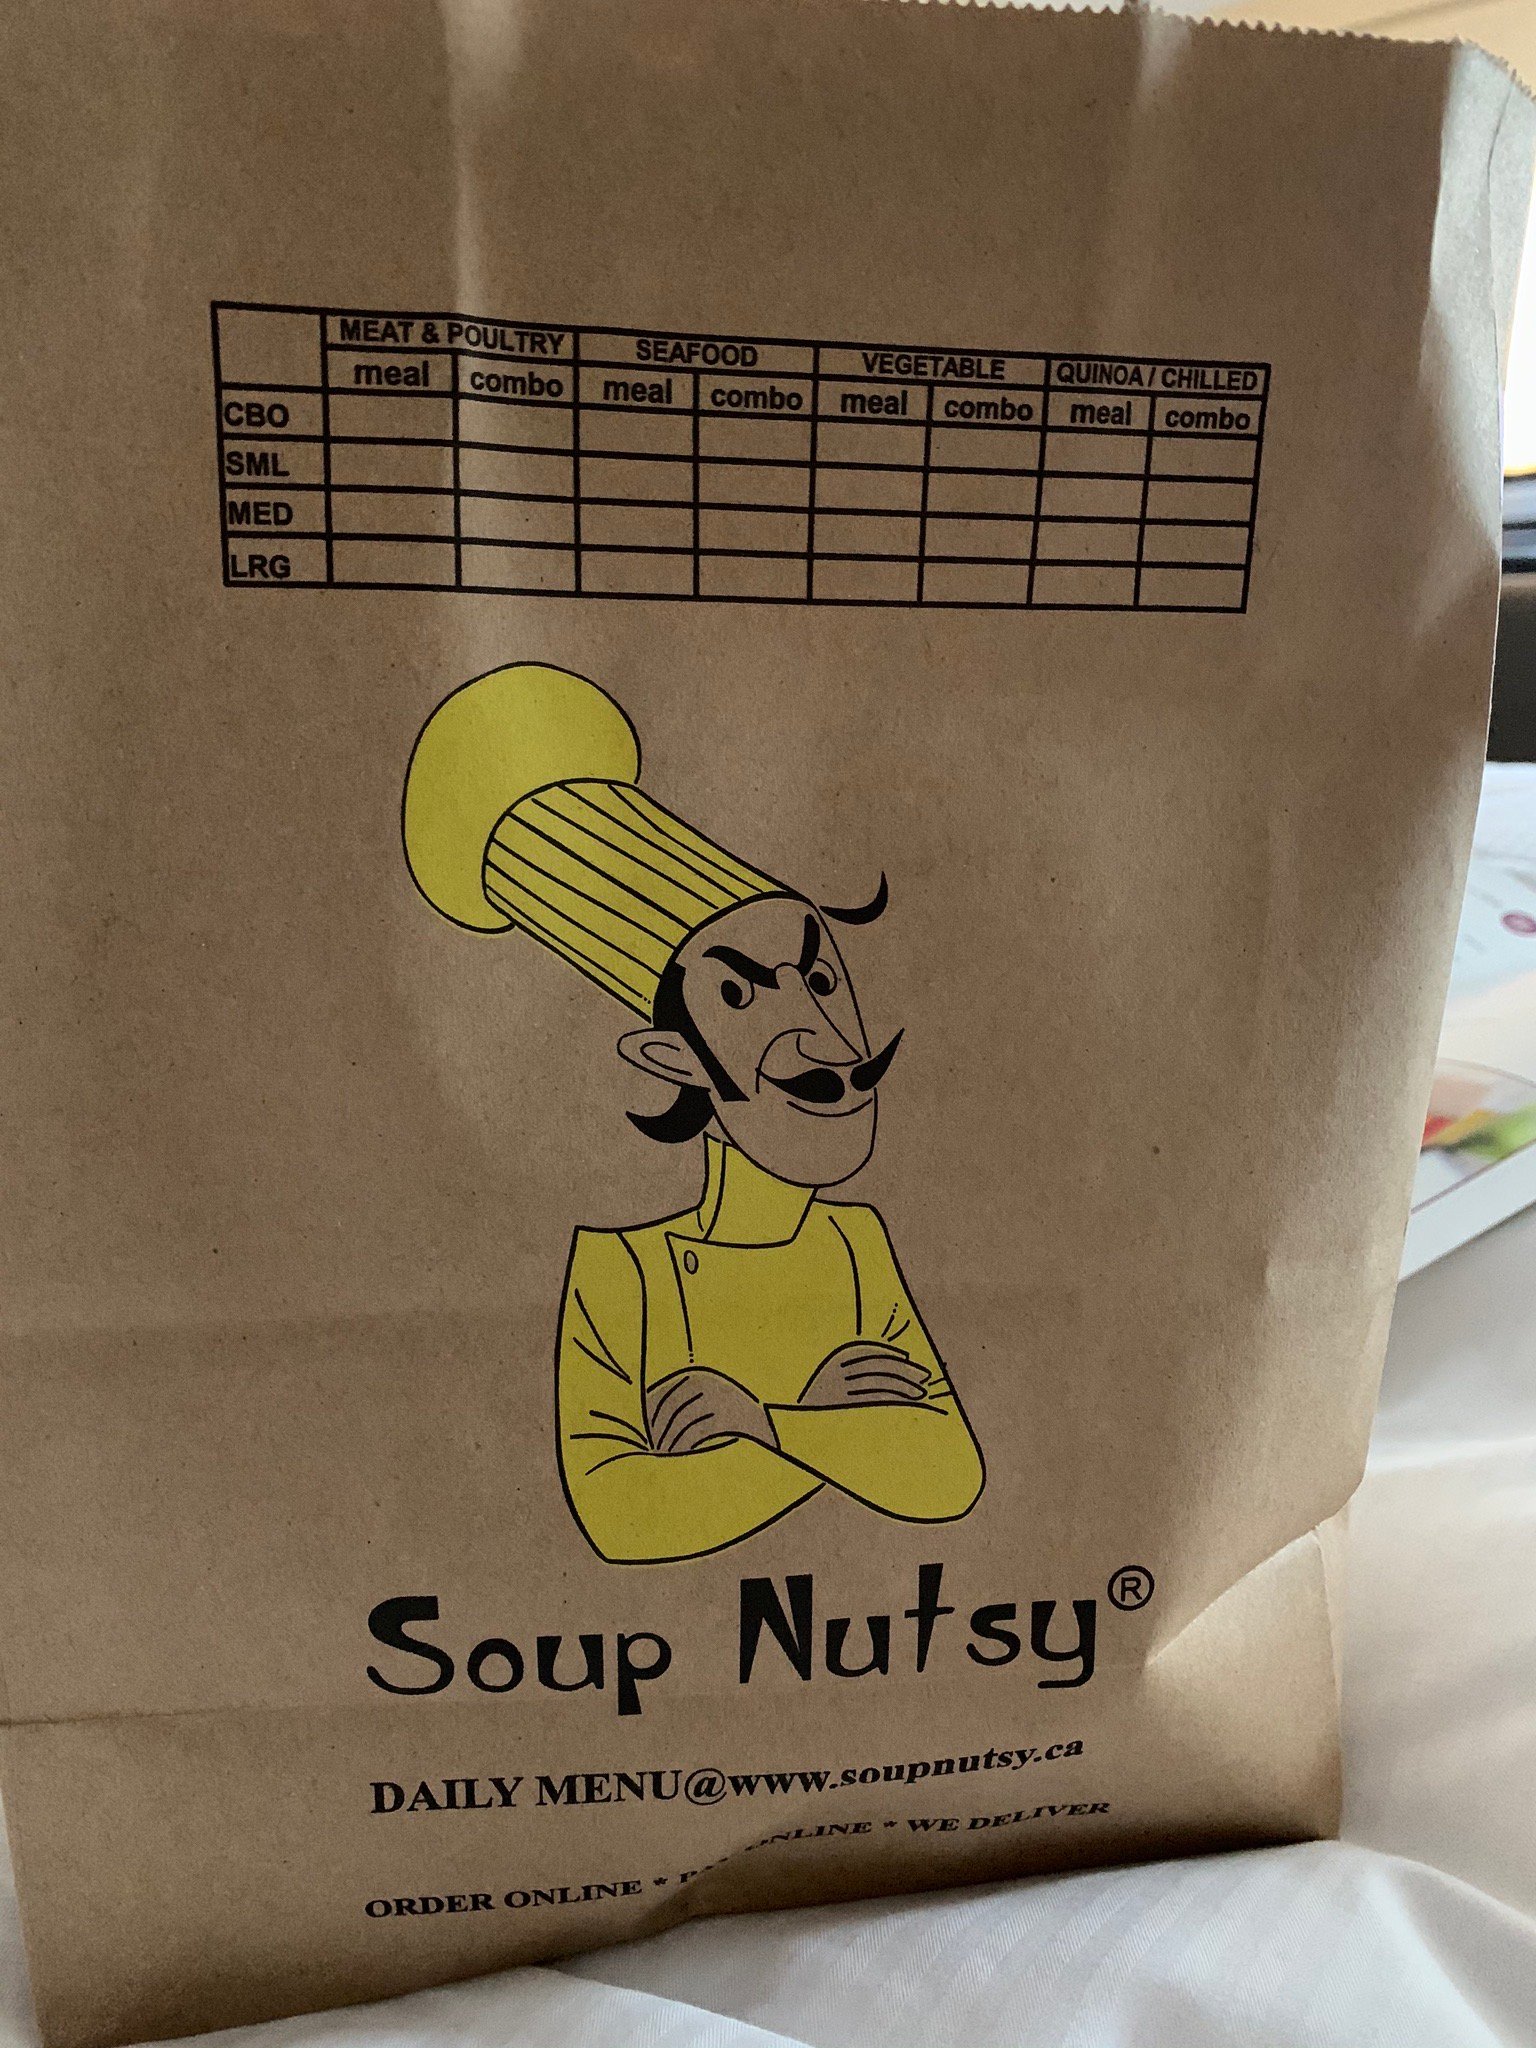 MEAT & POULTRY SEAFOOD VEGETABLE QUINOA / CHILLED
meal combo meal combo meal combo meal combo
CBO
SML
MED
LRG
Soup Nutsy®
DAILY MENU@www.soupnutsy.ca
ORDER ONLINE * ONLINE * WE DELIVER